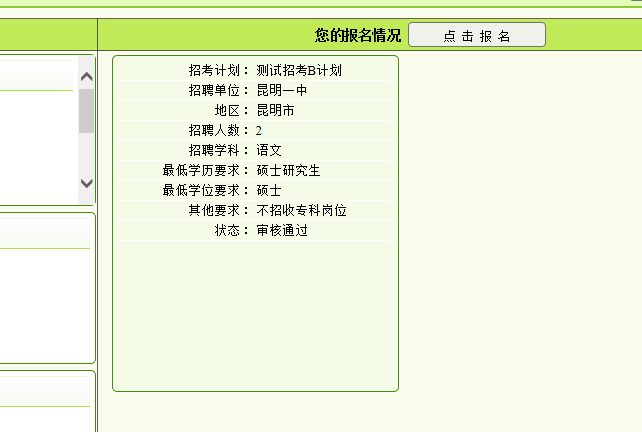 您的报名情况 点 击 报 名
招考计划： 测试招考B计划
招聘单位： 昆明一中
地区： 昆明市
招聘人数： 2
招聘学科： 语文
最低学历要求： 硕士研究生
最低学位要求： 硕士
其他要求： 不招收专科岗位
状态： 审核通过